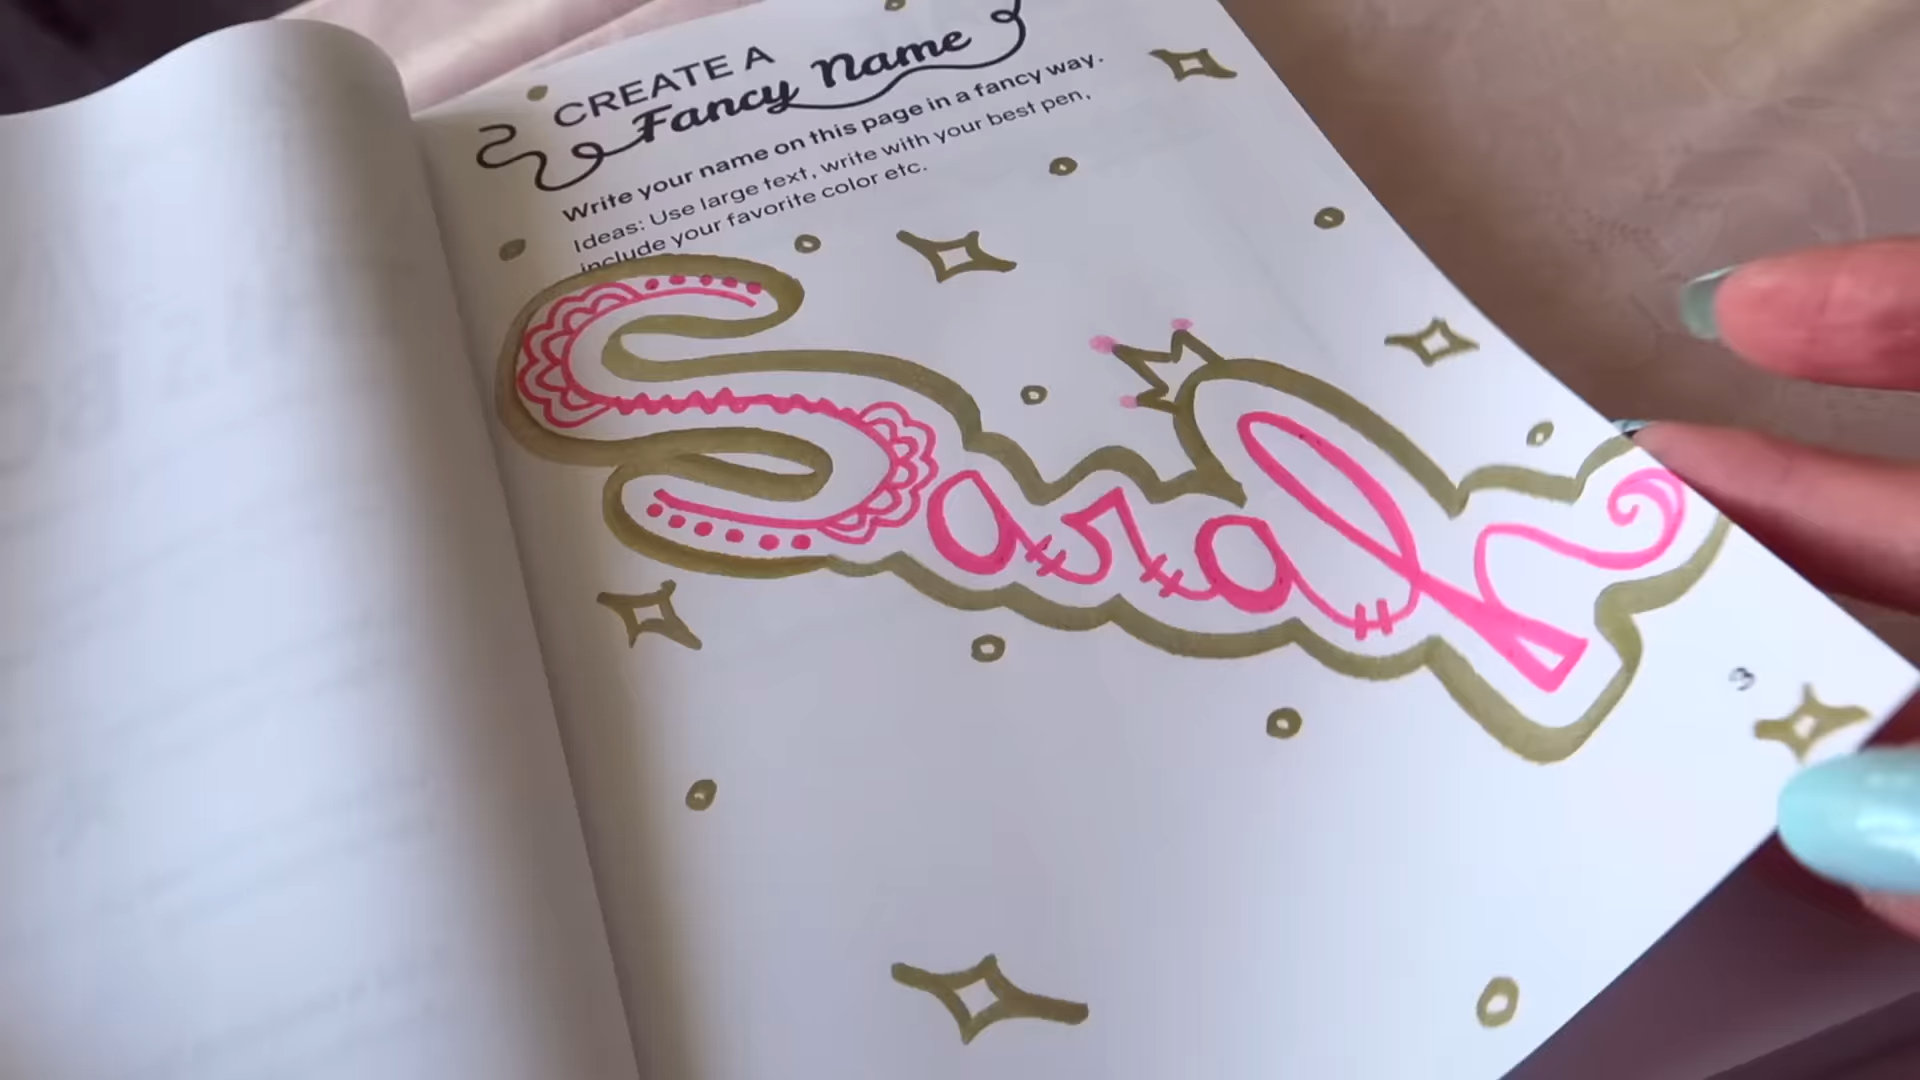 CREATE A
Fancy Name
Write your name on this page in a fancy way.
Ideas: Use large text, write with your best pen,
include your favorite color etc.
Sarah
3